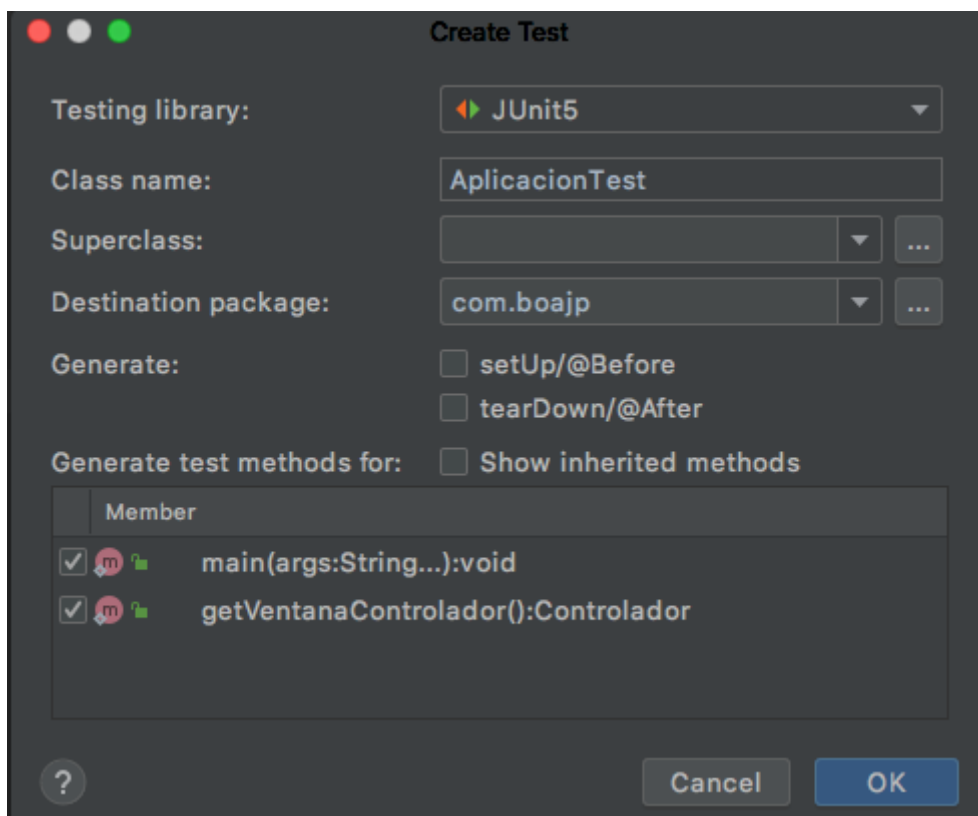 Create Test
Testing library: JUnit5
Class name: AplicacionTest
Superclass: ...
Destination package: com.boajp ...
Generate: setUp/@Before
tearDown/@After
Generate test methods for: Show inherited methods
Member
m main(args:String...):void
m getVentanaControlador():Controlador
? Cancel OK